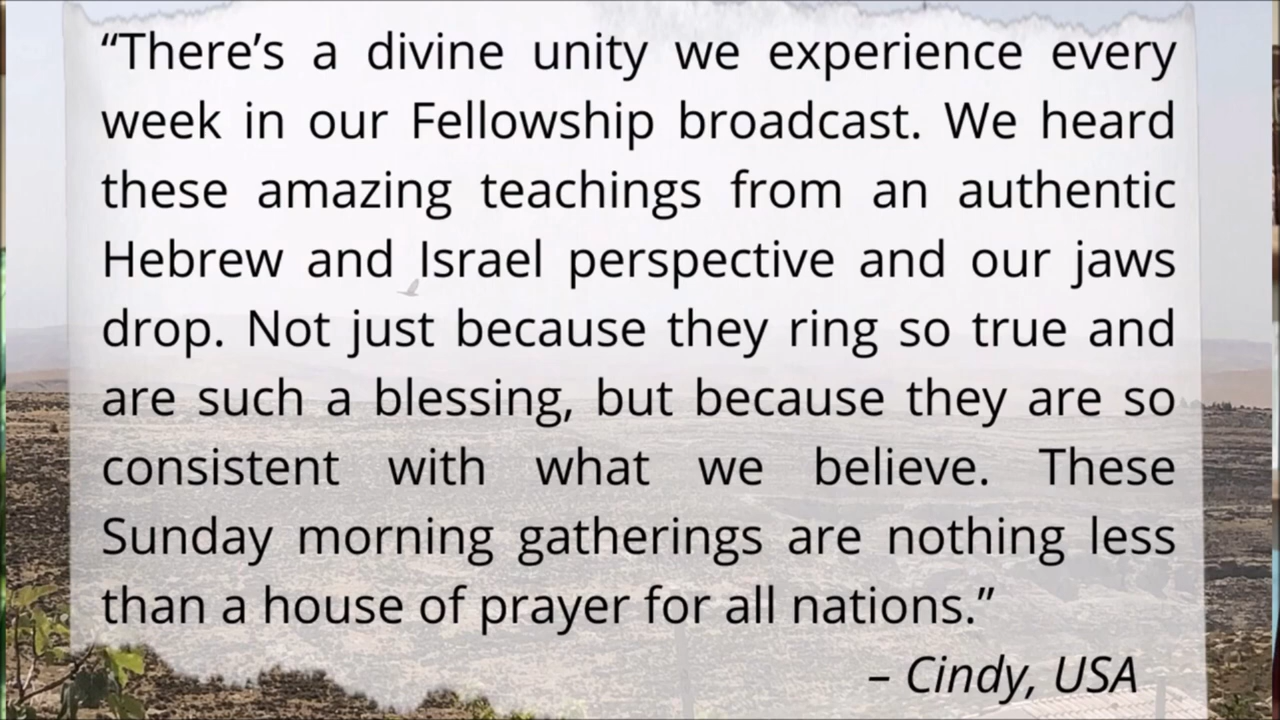 “There’s a divine unity we experience every
week in our Fellowship broadcast. We heard
these amazing teachings from an authentic
Hebrew and Israel perspective and our jaws
drop. Not just because they ring so true and
are such a blessing, but because they are so
consistent with what we believe. These
Sunday morning gatherings are nothing less
than a house of prayer for all nations.”
– Cindy, USA